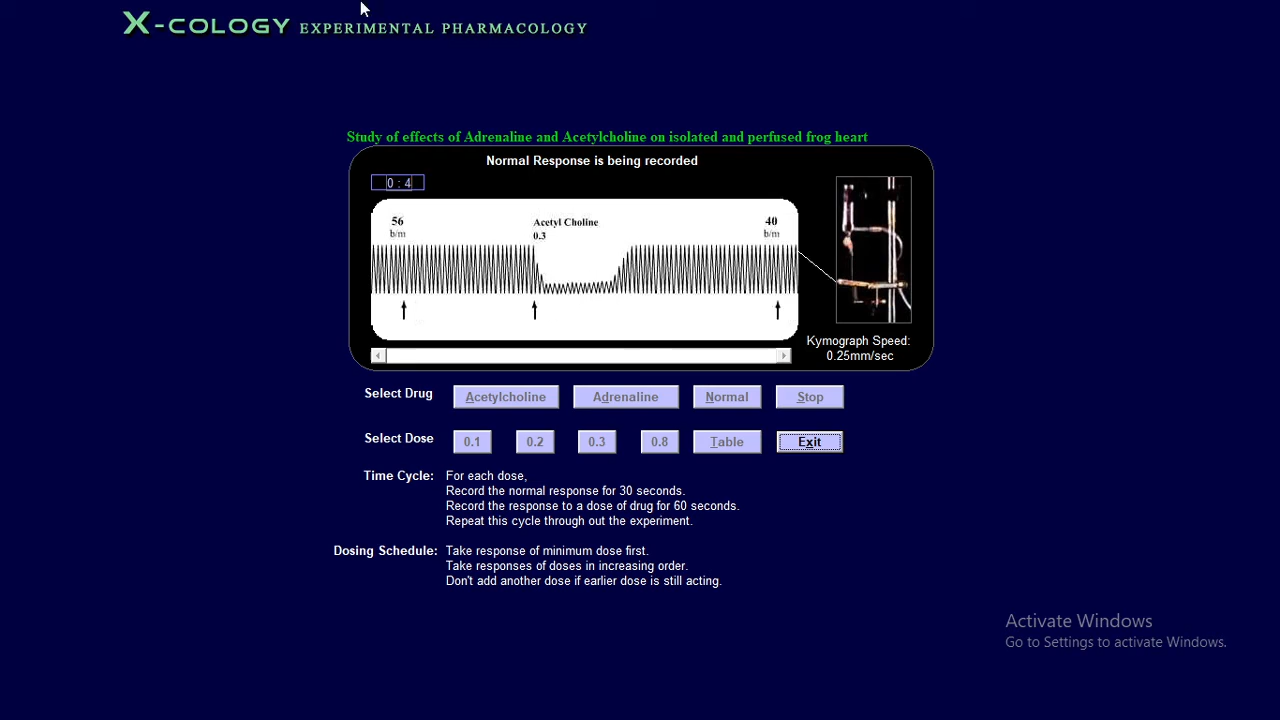 X-COLOGY EXPERIMENTAL PHARMACOLOGY
Study of effects of Adrenaline and Acetylcholine on isolated and perfused frog heart
Normal Response is being recorded
0 : 4
56 Acetyl Choline 40
b/m 0.3 b/m
Kymograph Speed:
0.25mm/sec
Select Drug Acetylcholine Adrenaline Normal Stop
Select Dose 0.1 0.2 0.3 0.8 Table Exit
Time Cycle: For each dose,
Record the normal response for 30 seconds.
Record the response to a dose of drug for 60 seconds.
Repeat this cycle through out the experiment.
Dosing Schedule: Take response of minimum dose first.
Take responses of doses in increasing order.
Don't add another dose if earlier dose is still acting.
Activate Windows
Go to Settings to activate Windows.